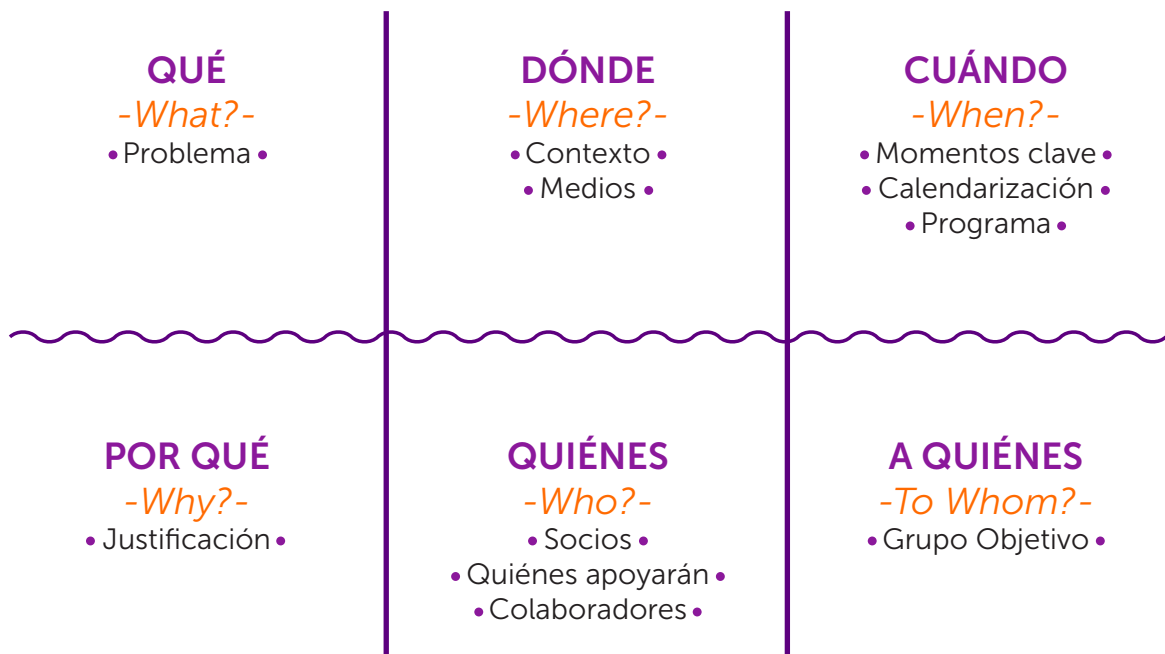 QUÉ
-What?-
• Problema •
DÓNDE
-Where?-
• Contexto •
• Medios •
CUÁNDO
-When?-
• Momentos clave •
• Calendarización •
• Programa •
POR QUÉ
-Why?-
• Justificación •
QUIÉNES
-Who?-
• Socios •
• Quiénes apoyarán •
• Colaboradores •
A QUIÉNES
-To Whom?-
• Grupo Objetivo •